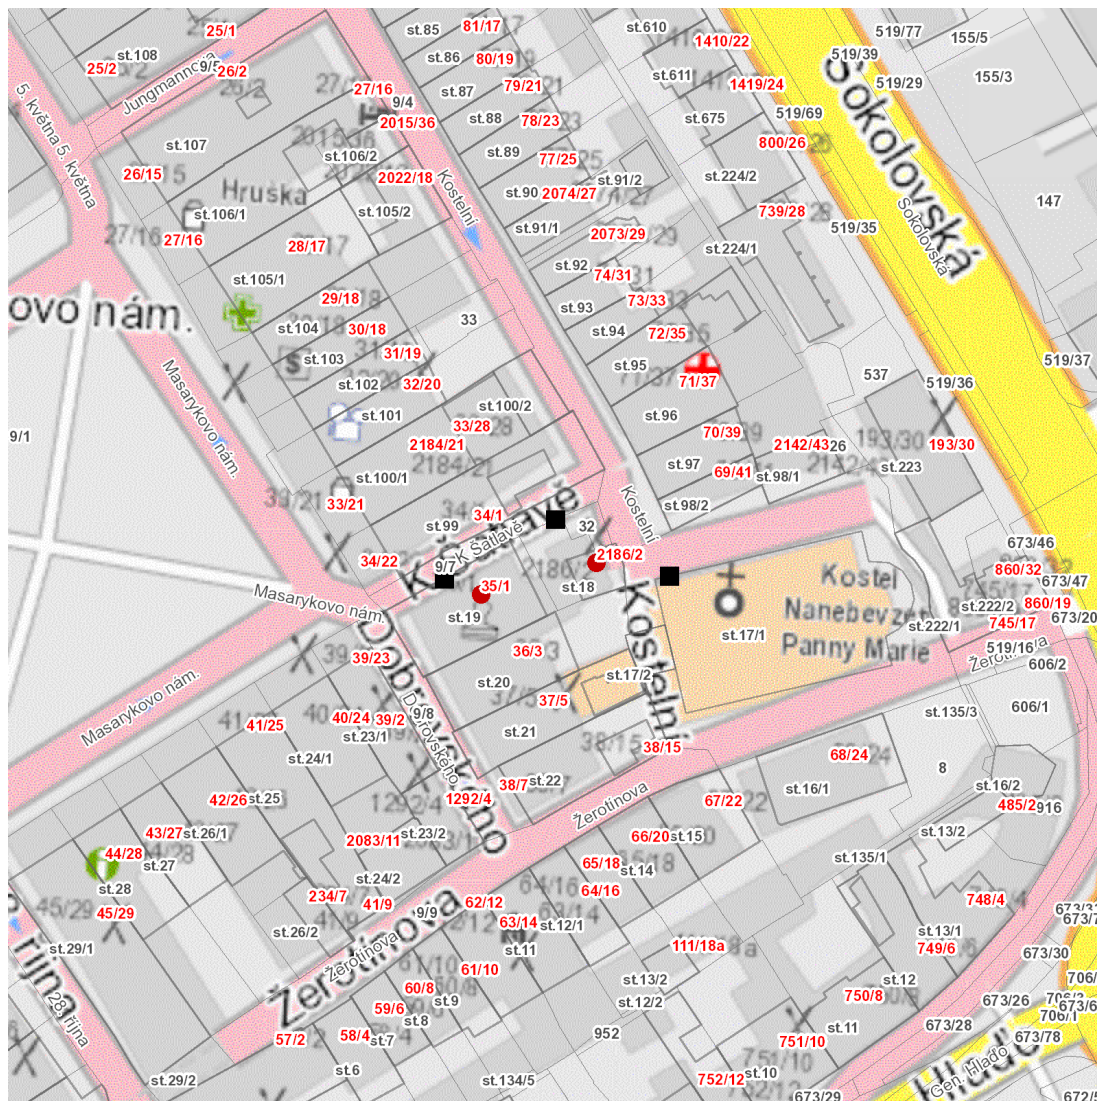 25/1
st.85
81/17
st.610
1410/22
519/77
155/5
st.108
9/5
26/2
25/2
Jungmannova
st.86
80/19
519/39
519/29
155/3
27/16
9/4
st.87
79/21
st.611
1419/24
5. května
5. května
2015/36
st.88
78/23
st.675
519/69
Sokolovská
st.107
st.106/2
st.89
77/25
800/26
26/15
2022/18
st.90
2074/27
st.91/2
st.224/2
Hruška
Kostelní
147
st.106/1
st.105/2
st.91/1
739/28
519/35
Sokolovská
27/16
28/17
2073/29
st.224/1
st.105/1
st.92
74/31
29/18
st.93
73/33
ovo nám.
st.104
30/18
33
st.94
72/35
st.103
31/19
st.95
519/37
st.102
32/20
71/37
537
519/36
Masarykovo nám.
st.101
st.100/2
st.96
9/1
33/28
2184/21
70/39
2142/43
26
193/30
st.100/1
st.97
69/41
st.98/1
st.223
33/21
st.98/2
Kostelní
34/1
st.99
K Šatlavě
K Šatlavě
32
673/46
34/22
9/7
2186/2
860/32
673/47
35/1
st.18
Kostel
Nanebevzetí
Panny Marie
860/19
Masarykovo nám.
st.19
st.17/1
st.222/2
st.222/1
745/17
673/20
36/3
519/16
Žerotínova
606/2
39/23
st.20
st.17/2
Kostelní
Masarykovo nám.
37/5
606/1
41/25
40/24
39/2
9/8
Dobrovského
Dobrovského
st.23/1
st.21
38/15
st.135/3
st.24/1
68/24
8
42/26
st.25
1292/4
38/7
st.22
67/22
st.16/1
st.16/2
485/2
916
Žerotínova
43/27
st.26/1
2083/11
st.23/2
66/20
st.15
st.13/2
44/28
st.27
65/18
st.14
st.135/1
st.28
st.24/2
64/16
45/29
234/7
41/9
62/12
748/4
9/9
63/14
st.12/1
Žerotínova
Žerotínova
st.26/2
st.29/1
st.11
111/18a
st.13/1
749/6
673/30
61/10
st.13/2
st.12
60/8
st.9
st.12/2
750/8
673/26
října
28. října
59/6
st.8
st.11
673/28
57/2
58/4
st.7
952
751/10
673/78
st.6
st.29/2
st.134/5
752/12
st.10
Gen. Hlaďo
673/29